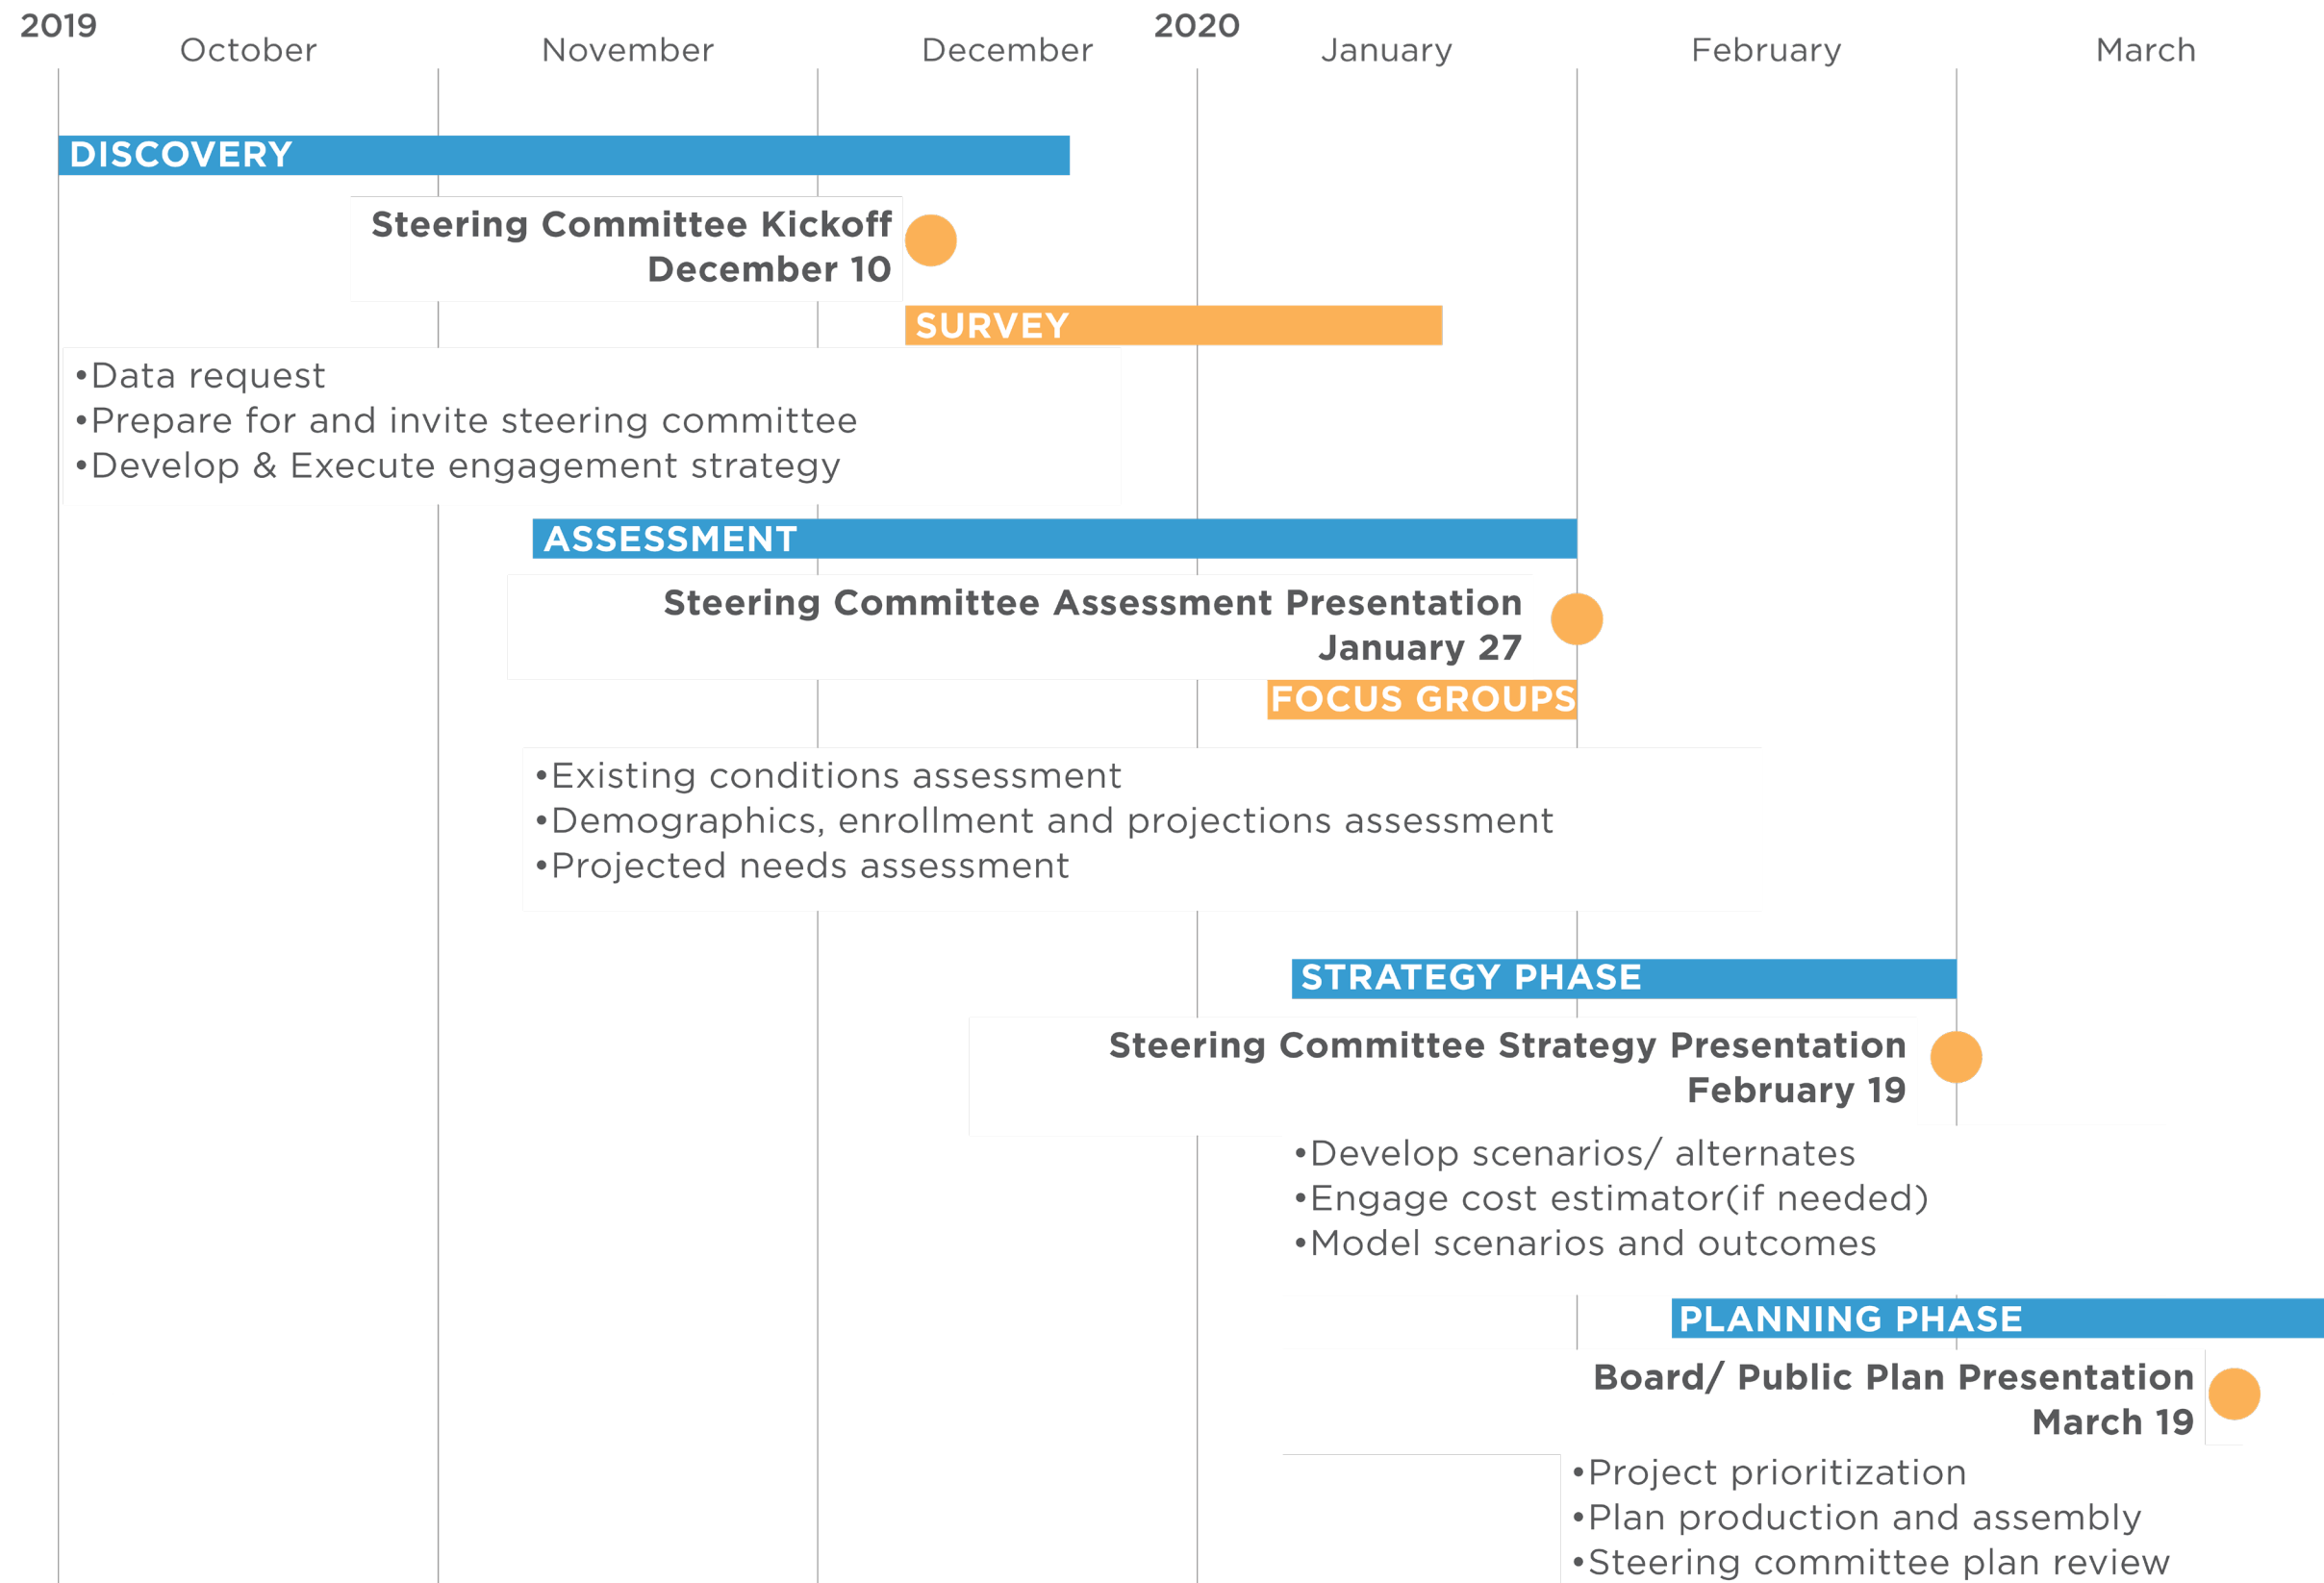 2019
2020
October
November
December
January
February
March
DISCOVERY
Steering Committee Kickoff
December 10
SURVEY
•Data request
•Prepare for and invite steering committee
•Develop & Execute engagement strategy
ASSESSMENT
Steering Committee Assessment Presentation
January 27
FOCUS GROUPS
•Existing conditions assessment
•Demographics, enrollment and projections assessment
•Projected needs assessment
STRATEGY PHASE
Steering Committee Strategy Presentation
February 19
•Develop scenarios/ alternates
•Engage cost estimator(if needed)
•Model scenarios and outcomes
PLANNING PHASE
Board/ Public Plan Presentation
March 19
•Project prioritization
•Plan production and assembly
•Steering committee plan review